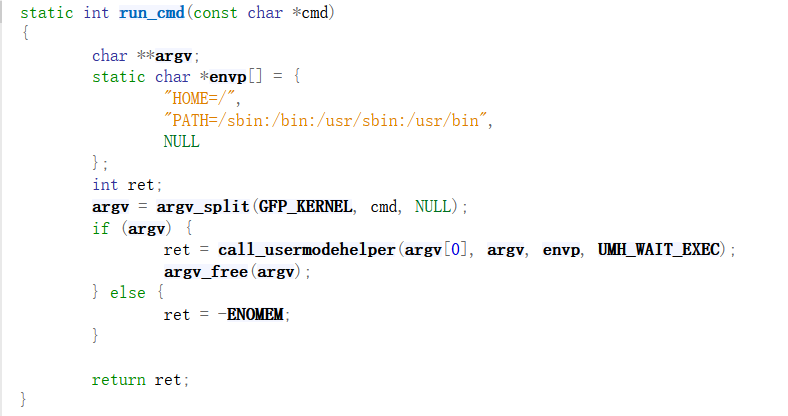 static int run_cmd(const char *cmd)
{
        char **argv;
        static char *envp[] = {
                "HOME=/",
                "PATH=/sbin:/bin:/usr/sbin:/usr/bin",
                NULL
        };
        int ret;
        argv = argv_split(GFP_KERNEL, cmd, NULL);
        if (argv) {
                ret = call_usermodehelper(argv[0], argv, envp, UMH_WAIT_EXEC);
                argv_free(argv);
        } else {
                ret = -ENOMEM;
        }

        return ret;
}